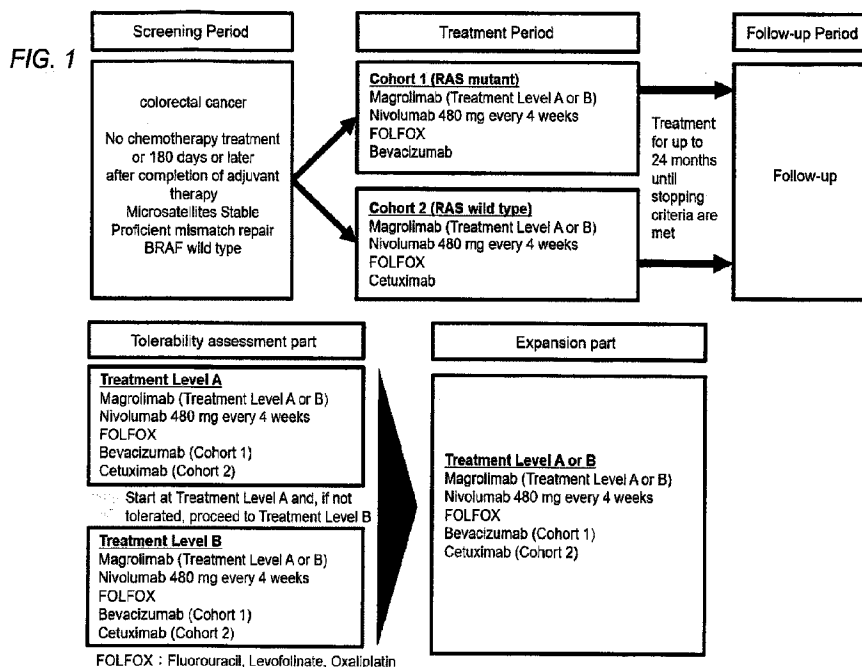 FIG. 1
Screening Period
Treatment Period
Follow-up Period
colorectal cancer
No chemotherapy treatment
or 180 days or later
after completion of adjuvant
therapy
Microsatellites Stable
Proficient mismatch repair
BRAF wild type
Cohort 1 (RAS mutant)
Magrolimab (Treatment Level A or B)
Nivolumab 480 mg every 4 weeks
FOLFOX
Bevacizumab
Cohort 2 (RAS wild type)
Magrolimab (Treatment Level A or B)
Nivolumab 480 mg every 4 weeks
FOLFOX
Cetuximab
Treatment
for up to
24 months
until
stopping
criteria are
met
Follow-up
Tolerability assessment part
Expansion part
Treatment Level A
Magrolimab (Treatment Level A or B)
Nivolumab 480 mg every 4 weeks
FOLFOX
Bevacizumab (Cohort 1)
Cetuximab (Cohort 2)
Start at Treatment Level A and, if not
tolerated, proceed to Treatment Level B
Treatment Level B
Magrolimab (Treatment Level A or B)
Nivolumab 480 mg every 4 weeks
FOLFOX
Bevacizumab (Cohort 1)
Cetuximab (Cohort 2)
Treatment Level A or B
Magrolimab (Treatment Level A or B)
Nivolumab 480 mg every 4 weeks
FOLFOX
Bevacizumab (Cohort 1)
Cetuximab (Cohort 2)
FOLFOX : Fluorouracil, Levofolinate, Oxaliplatin